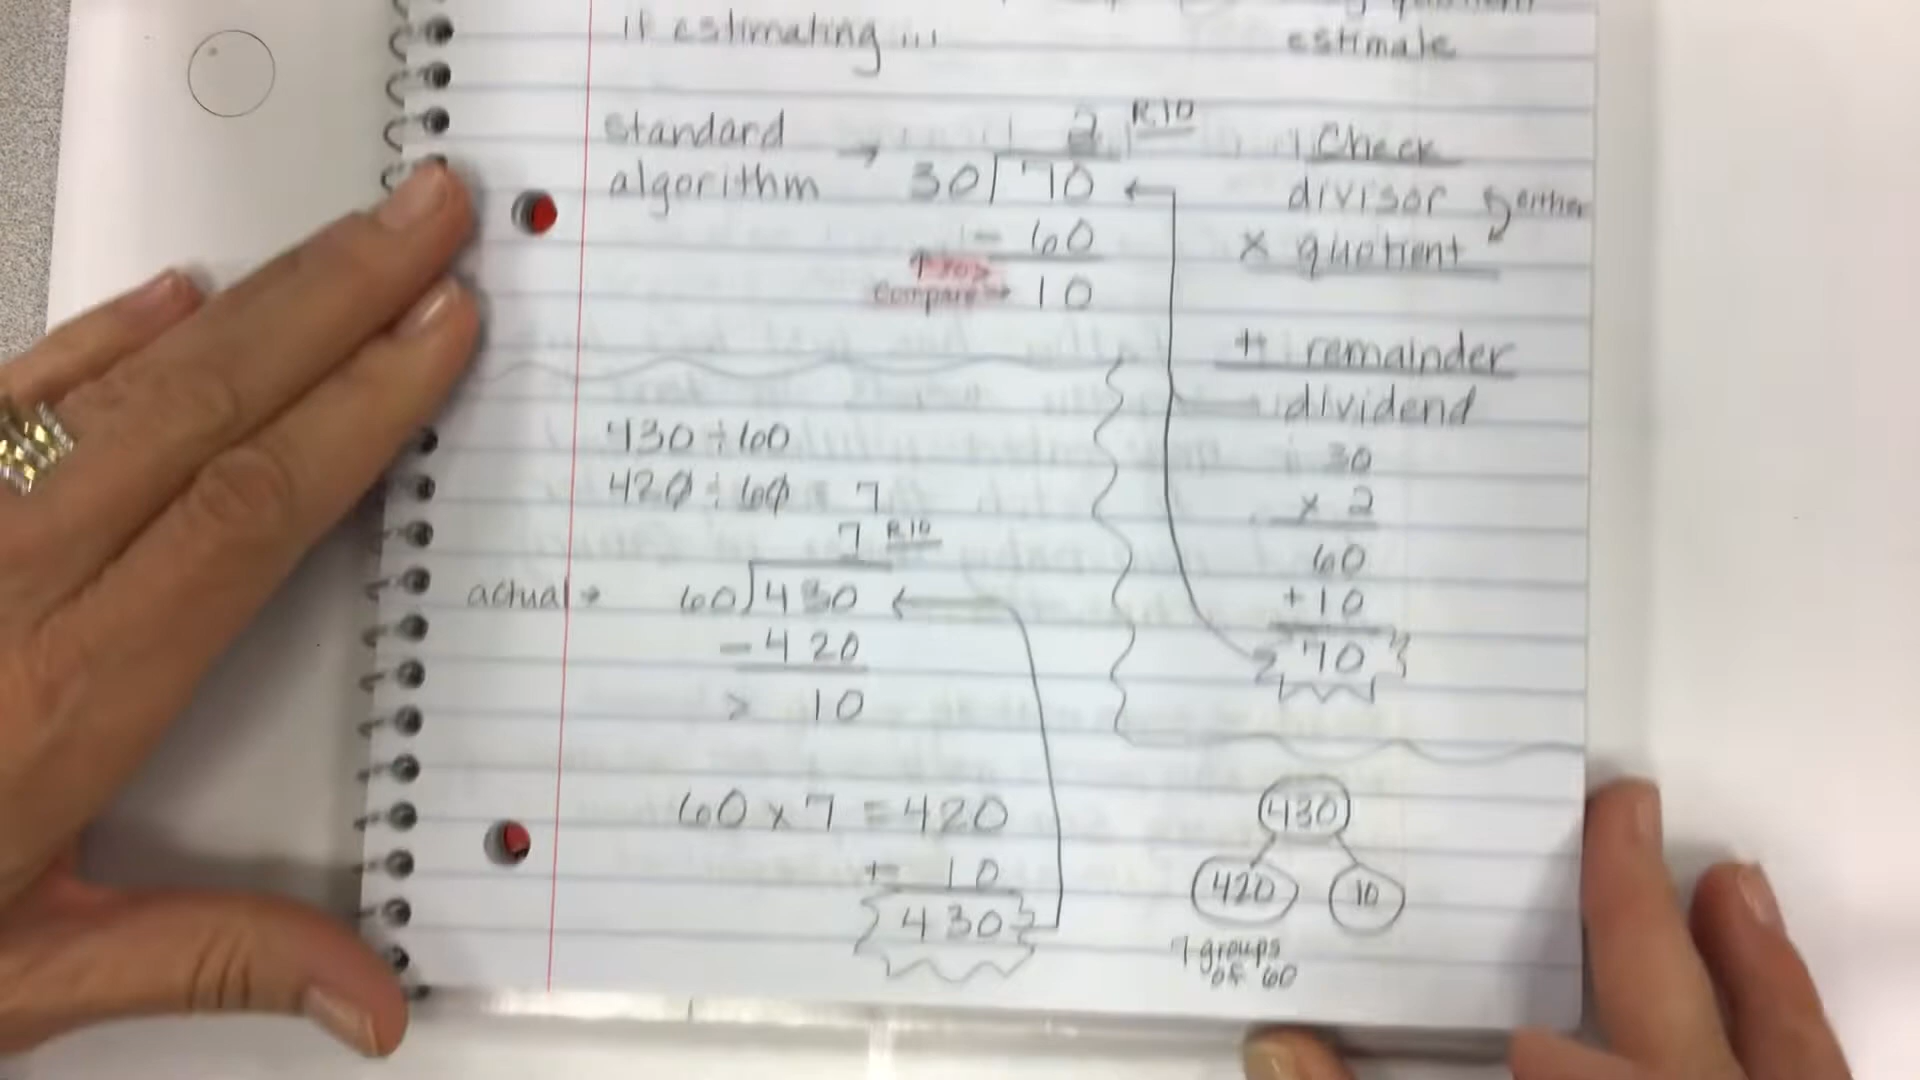 if estimating ...
estimate
standard
algorithm →
2 R10
30)70
- 60
compare → 10
Check
divisor either
x quotient
+ remainder
dividend
30
x 2
60
+10
70
430 ÷ 60
420 ÷ 60 = 7
7 R10
actual → 60)430
-420
> 10
60 x 7 = 420
+ 10
430
430
420 10
7 groups
of 60